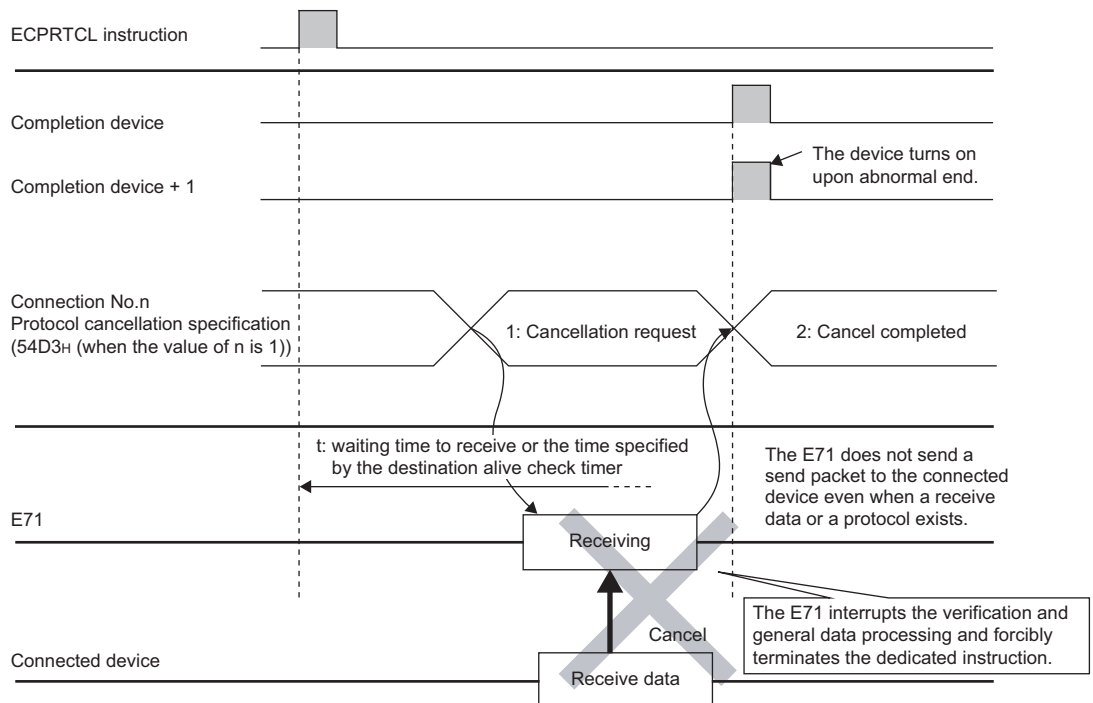 ECPRTCL instruction
Completion device
The device turns on
upon abnormal end.
Completion device + 1
Connection No.n
Protocol cancellation specification
(54D3H (when the value of n is 1))
1: Cancellation request
2: Cancel completed
t: waiting time to receive or the time specified
by the destination alive check timer
The E71 does not send a
send packet to the connected
device even when a receive
data or a protocol exists.
E71
Receiving
The E71 interrupts the verification and
general data processing and forcibly
terminates the dedicated instruction.
Cancel
Connected device
Receive data